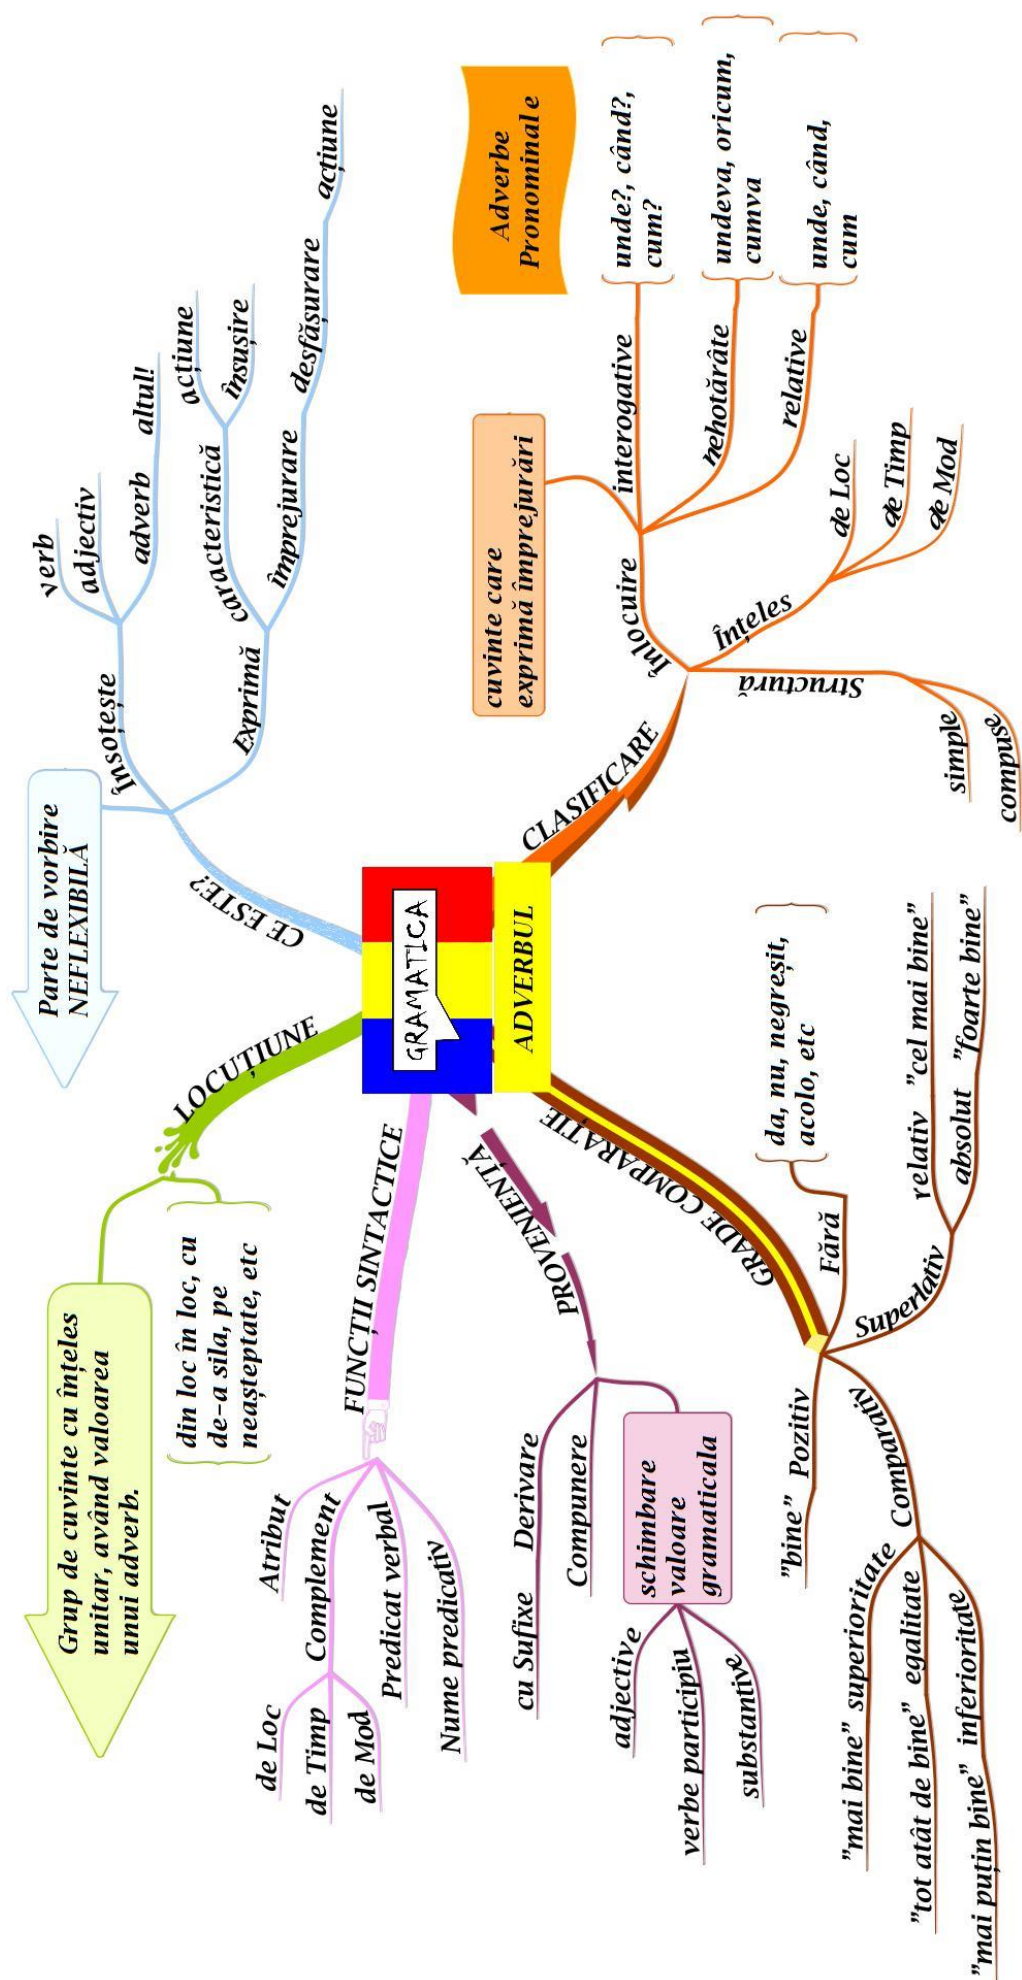 GRAMATICA
ADVERBUL
CE ESTE?
Parte de vorbire
NEFLEXIBILĂ
Însoțește
verb
adjectiv
adverb
altul!
Exprimă
caracteristică
acțiune
însușire
împrejurare
desfășurare
acțiune
CLASIFICARE
Înlocuire
cuvinte care
exprimă împrejurări
Adverbe
Pronominale
interogative
unde?, când?,
cum?
nehotărâte
undeva, oricum,
cumva
relative
unde, când,
cum
Înțeles
de Loc
de Timp
de Mod
Structură
simple
compuse
GRADE COMPARAȚIE
Fără
da, nu, negreșit,
acolo, etc
Superlativ
relativ
"cel mai bine"
absolut
"foarte bine"
Comparativ
superioritate
"mai bine"
egalitate
"tot atât de bine"
inferioritate
"mai puțin bine"
Pozitiv
"bine"
PROVENIENȚĂ
Derivare
cu Sufixe
Compunere
schimbare
valoare
gramaticala
adjective
verbe participiu
substantive
FUNCȚII SINTACTICE
Atribut
Complement
de Loc
de Timp
de Mod
Predicat verbal
Nume predicativ
LOCUȚIUNE
Grup de cuvinte cu înțeles
unitar, având valoarea
unui adverb.
din loc în loc, cu
de-a sila, pe
neașteptate, etc